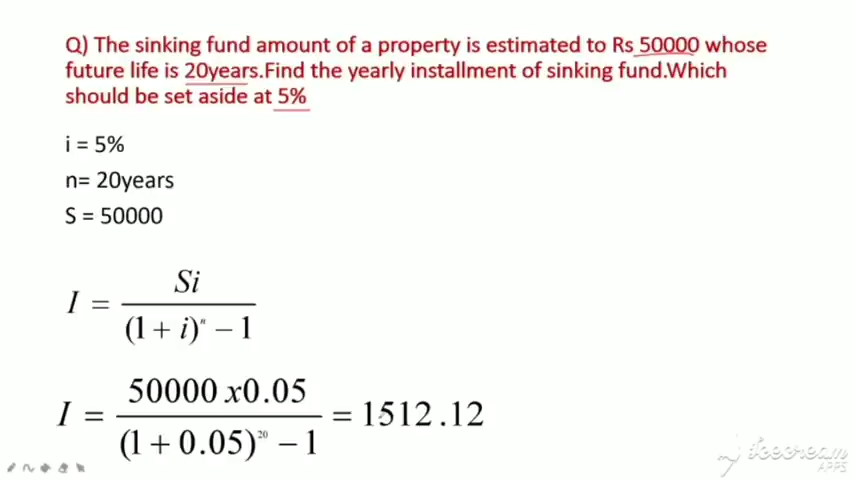 Q) The sinking fund amount of a property is estimated to Rs 50000 whose
future life is 20years.Find the yearly installment of sinking fund.Which
should be set aside at 5%
i = 5%
n= 20years
S = 50000
I = Si / (1 + i)^n − 1
I = 50000 x0.05 / (1 + 0.05)^20 − 1 = 1512.12
Icecream
APPS